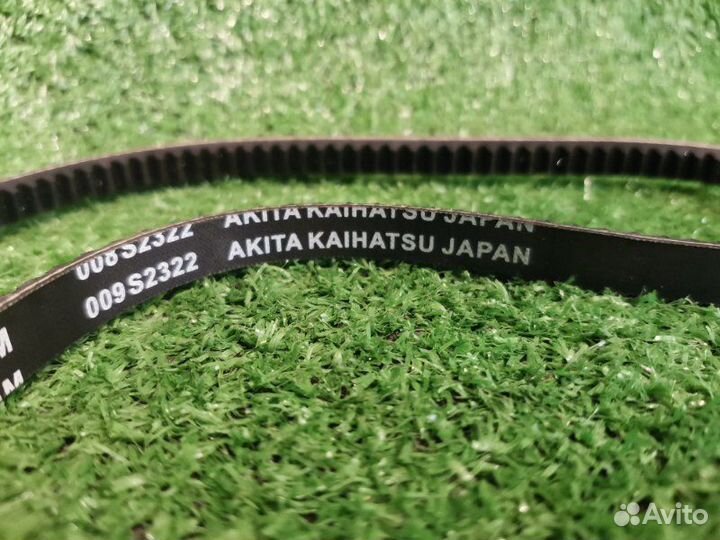 008S2322 AKITA KAIHATSU JAPAN
009S2322 AKITA KAIHATSU JAPAN
M
M
Avito